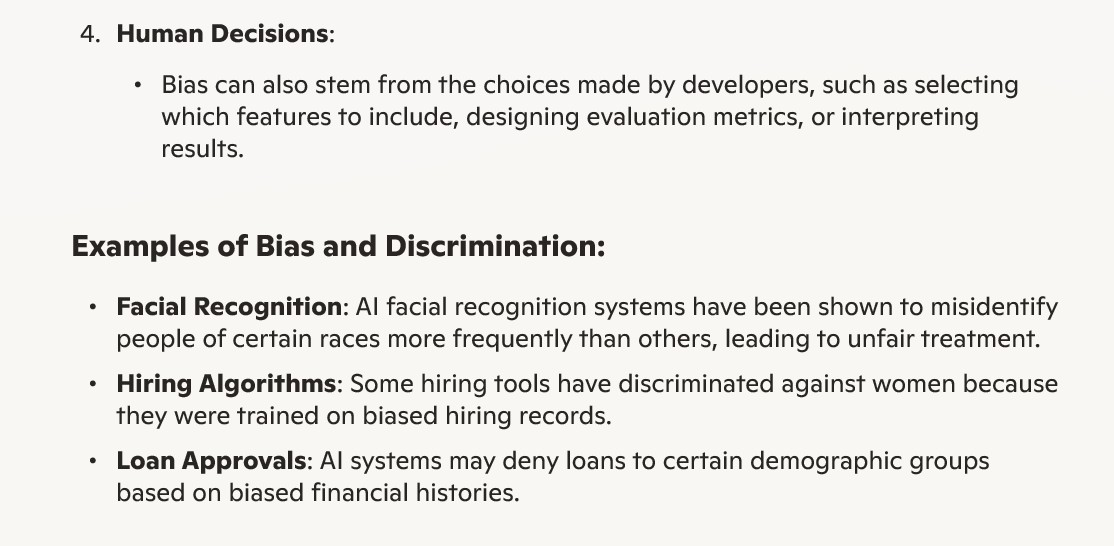 4. Human Decisions:
• Bias can also stem from the choices made by developers, such as selecting
which features to include, designing evaluation metrics, or interpreting
results.
Examples of Bias and Discrimination:
• Facial Recognition: AI facial recognition systems have been shown to misidentify
people of certain races more frequently than others, leading to unfair treatment.
• Hiring Algorithms: Some hiring tools have discriminated against women because
they were trained on biased hiring records.
• Loan Approvals: AI systems may deny loans to certain demographic groups
based on biased financial histories.